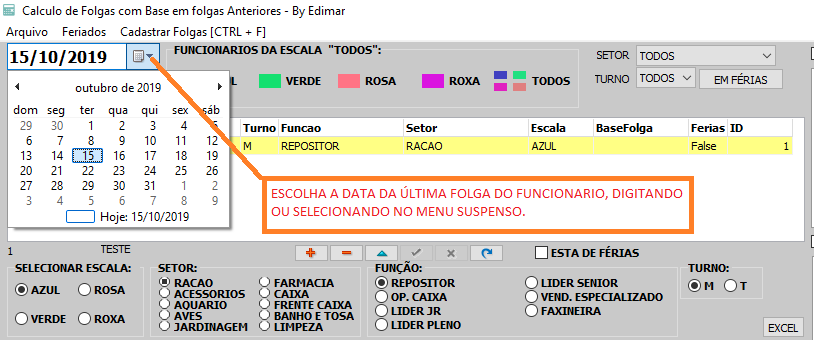 Calculo de Folgas com Base em folgas Anteriores - By Edimar
Arquivo Feriados Cadastrar Folgas [CTRL + F]
15/10/2019
FUNCIONARIOS DA ESCALA "TODOS":
VERDE ROSA ROXA TODOS
SETOR TODOS
TURNO TODOS EM FÉRIAS
outubro de 2019
dom seg ter qua qui sex sáb
29 30 1 2 3 4 5
6 7 8 9 10 11 12
13 14 15 16 17 18 19
20 21 22 23 24 25 26
27 28 29 30 31 1 2
3 4 5 6 7 8 9
Hoje: 15/10/2019
Turno Funcao Setor Escala BaseFolga Ferias ID
M REPOSITOR RACAO AZUL False 1
ESCOLHA A DATA DA ÚLTIMA FOLGA DO FUNCIONARIO, DIGITANDO
OU SELECIONANDO NO MENU SUSPENSO.
1 TESTE
ESTA DE FÉRIAS
SELECIONAR ESCALA:
AZUL ROSA
VERDE ROXA
SETOR:
RACAO FARMACIA
ACESSORIOS CAIXA
AQUARIO FRENTE CAIXA
AVES BANHO E TOSA
JARDINAGEM LIMPEZA
FUNÇÃO:
REPOSITOR LIDER SENIOR
OP. CAIXA VEND. ESPECIALIZADO
LIDER JR FAXINEIRA
LIDER PLENO
TURNO:
M T
EXCEL